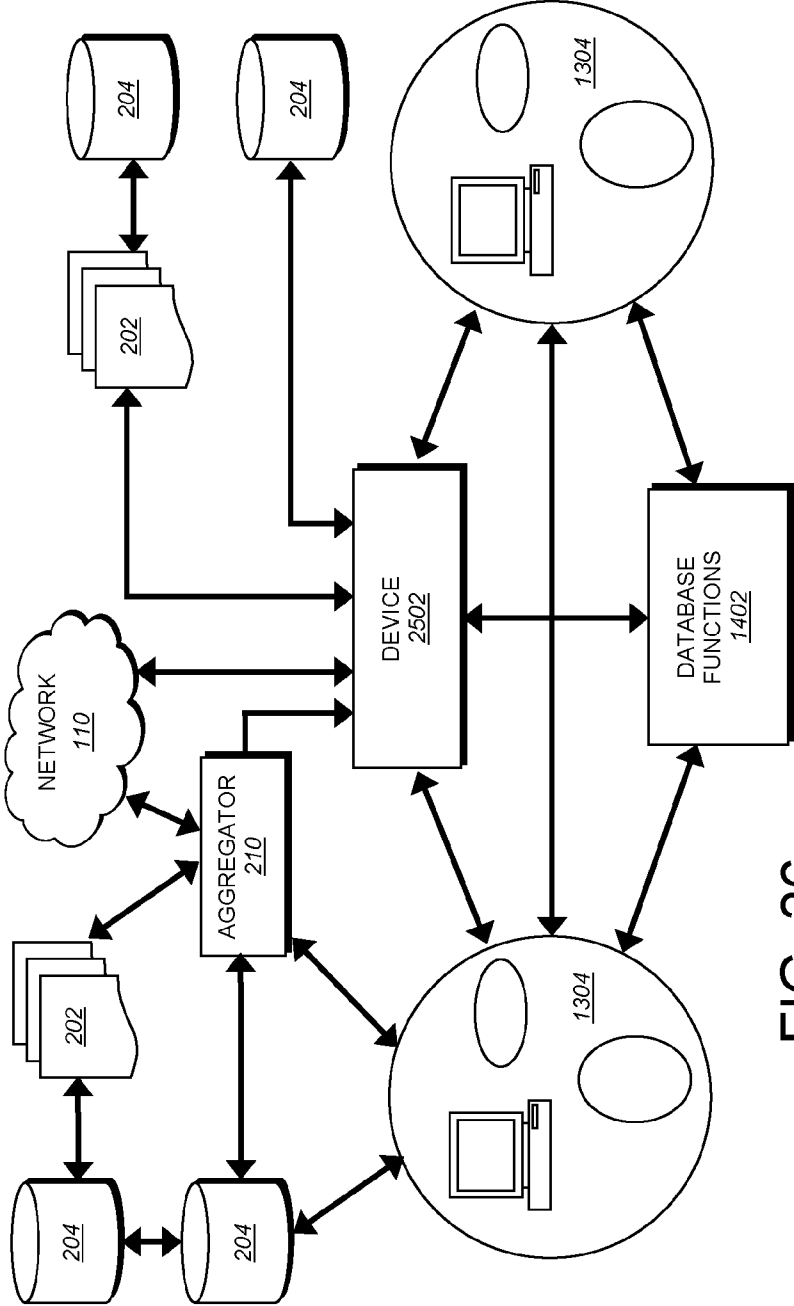 NETWORK
110
204
202
202
204
204
AGGREGATOR
210
204
DEVICE
2502
1304
1304
DATABASE
FUNCTIONS
1402
FIG. 26